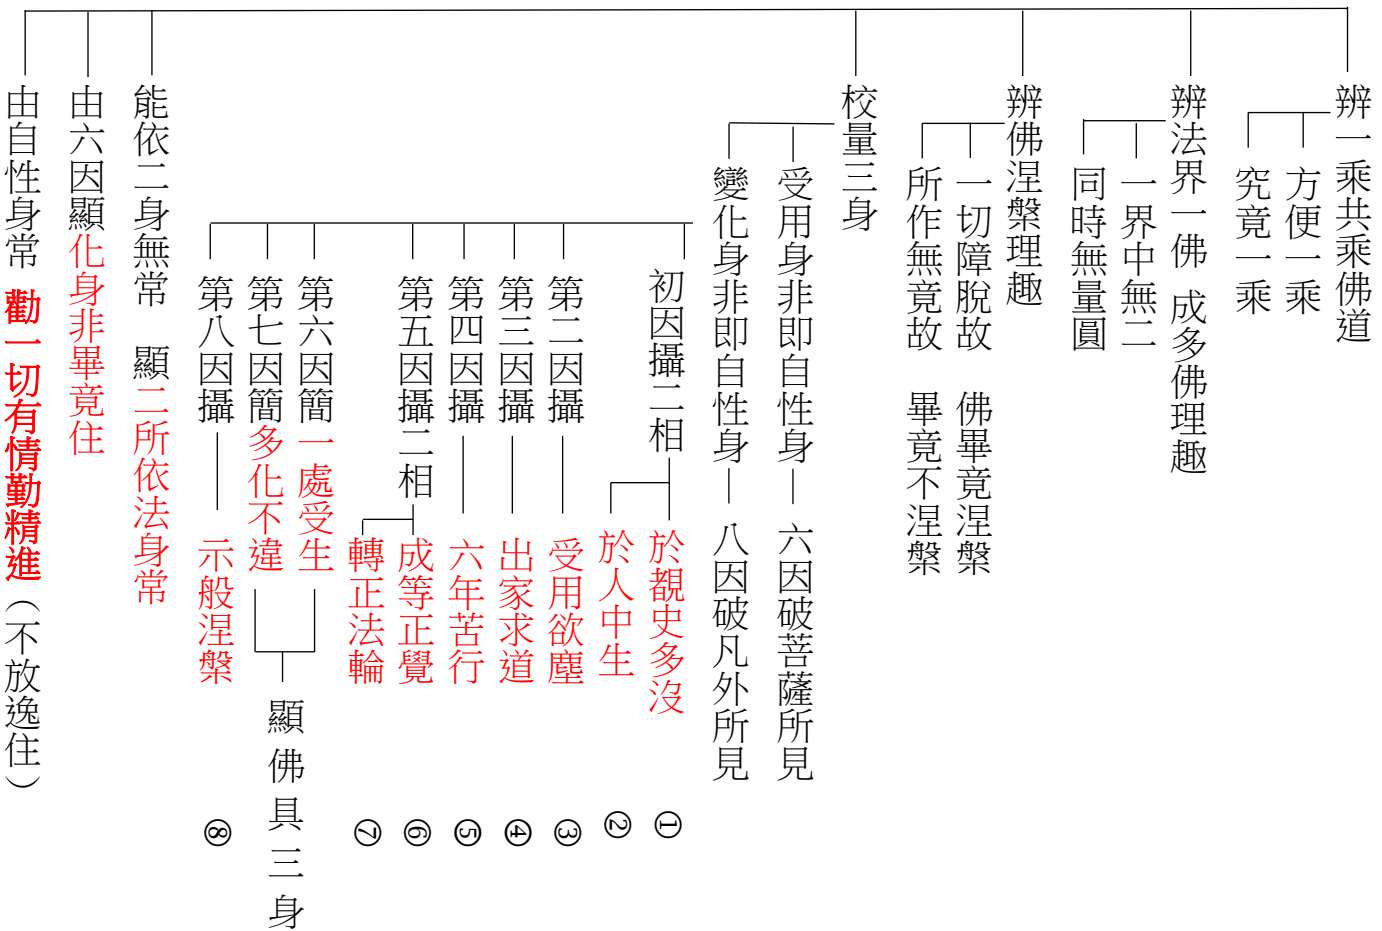 辨一乘共乘佛道
方便一乘
究竟一乘
辨法界一佛 成多佛理趣
一界中無二
同時無量圓
辨佛涅槃理趣
一切障脫故 佛畢竟涅槃
所作無竟故 畢竟不涅槃
校量三身
受用身非即自性身 六因破菩薩所見
變化身非即自性身 八因破凡外所見
初因攝二相
於覩史多沒 ①
於人中生 ②
第二因攝 受用欲塵 ③
第三因攝 出家求道 ④
第四因攝 六年苦行 ⑤
第五因攝二相
成等正覺 ⑥
轉正法輪 ⑦
第六因簡一處受生
第七因簡多化不違
顯佛具三身
第八因攝 示般涅槃 ⑧
能依二身無常 顯二所依法身常
由六因顯化身非畢竟住
由自性身常 勸一切有情勤精進（不放逸住）